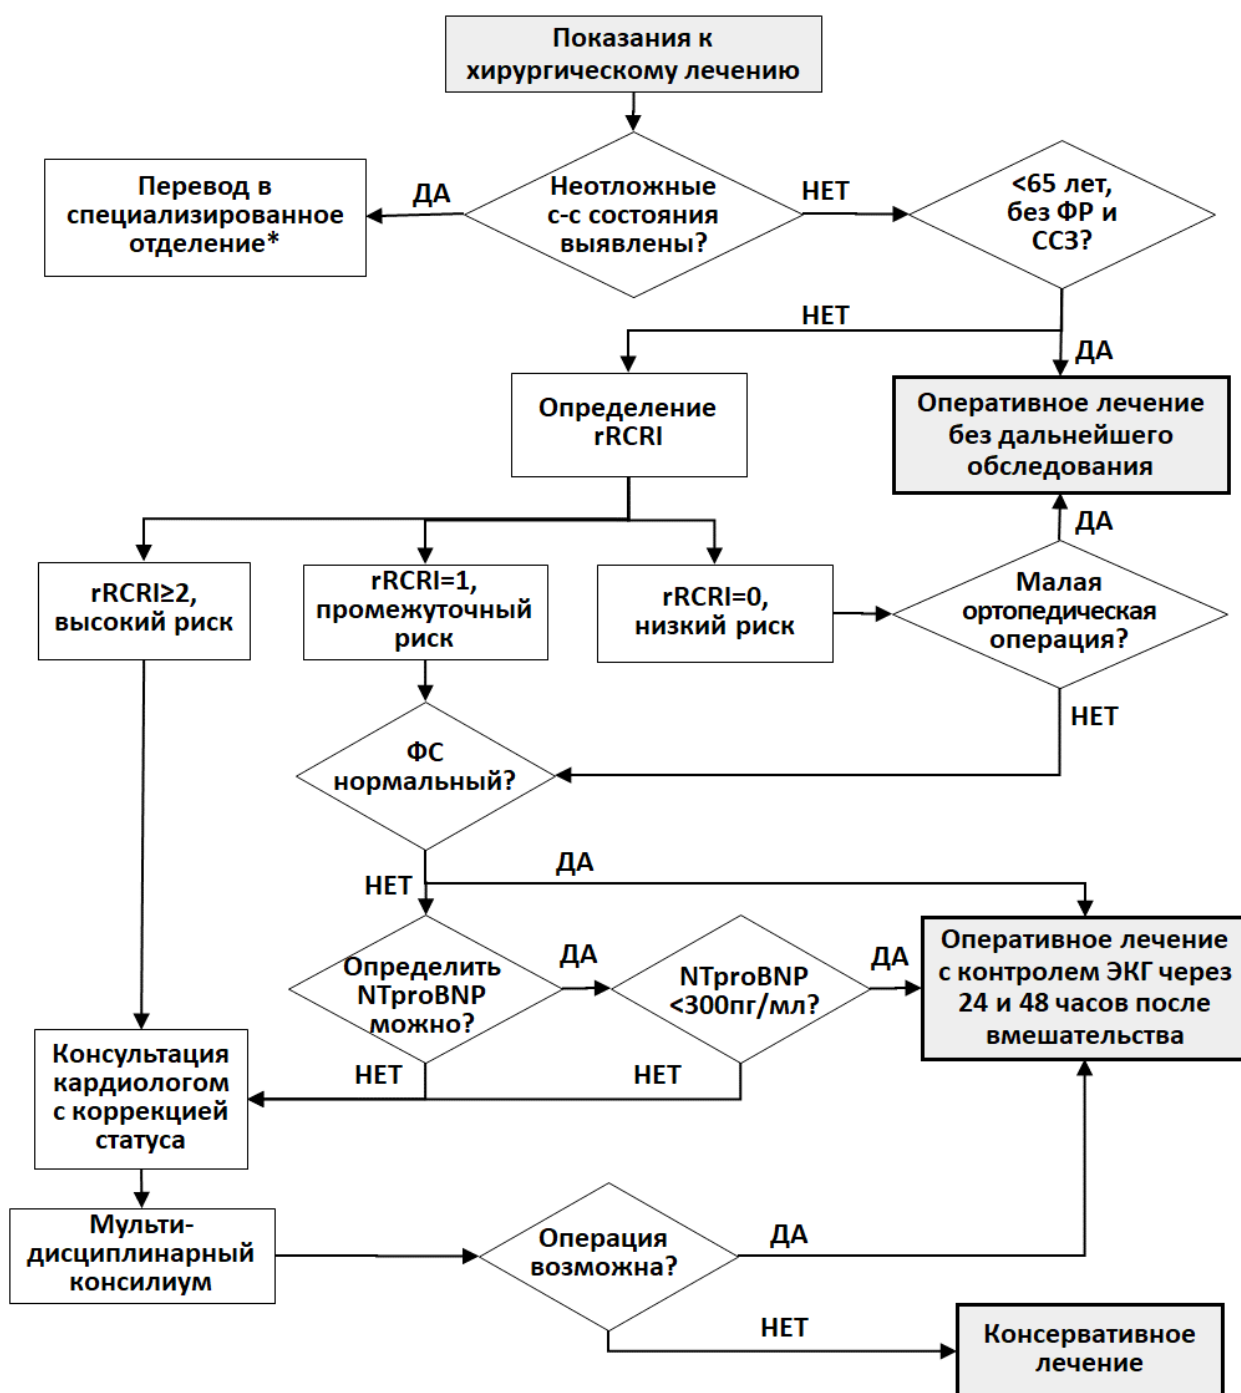 Показания к
хирургическому лечению
Перевод в
специализированное
отделение*
ДА
Неотложные
с-с состояния
выявлены?
НЕТ
<65 лет,
без ФР и
ССЗ?
НЕТ
ДА
Определение
rRCRI
Оперативное лечение
без дальнейшего
обследования
ДА
rRCRI≥2,
высокий риск
rRCRI=1,
промежуточный
риск
rRCRI=0,
низкий риск
Малая
ортопедическая
операция?
НЕТ
ФС
нормальный?
ДА
НЕТ
Определить
NTproBNP
можно?
ДА
NTproBNP
<300пг/мл?
ДА
Оперативное лечение
с контролем ЭКГ через
24 и 48 часов после
вмешательства
НЕТ
НЕТ
Консультация
кардиологом
с коррекцией
статуса
Мульти-
дисциплинарный
консилиум
Операция
возможна?
ДА
НЕТ
Консервативное
лечение